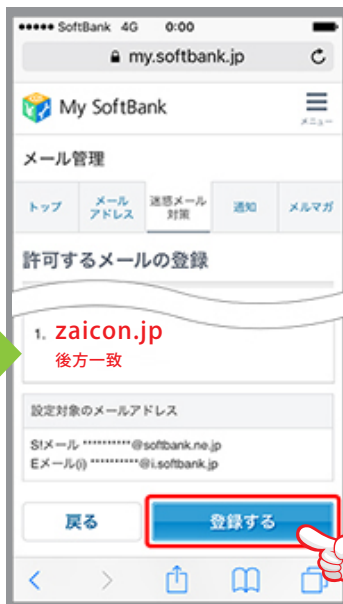 ●●●●● SoftBank 4G 0:00
my.softbank.jp
My SoftBank
メニュー
メール管理
トップ
メール
アドレス
迷惑メール
対策
通知
メルマガ
許可するメールの登録
1. zaicon.jp
後方一致
設定対象のメールアドレス
S!メール **********@softbank.ne.jp
Eメール(i) **********@i.softbank.jp
戻る
登録する